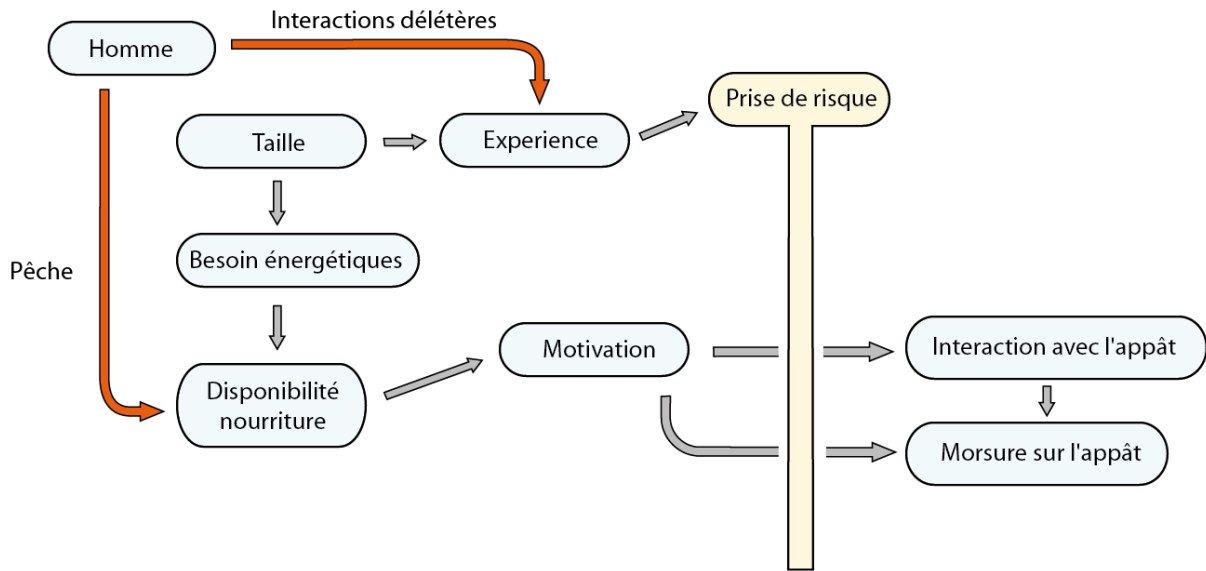 Interactions délétères
Homme
Prise de risque
Taille
Experience
Besoin énergétiques
Pêche
Motivation
Interaction avec l'appât
Disponibilité
nourriture
Morsure sur l'appât